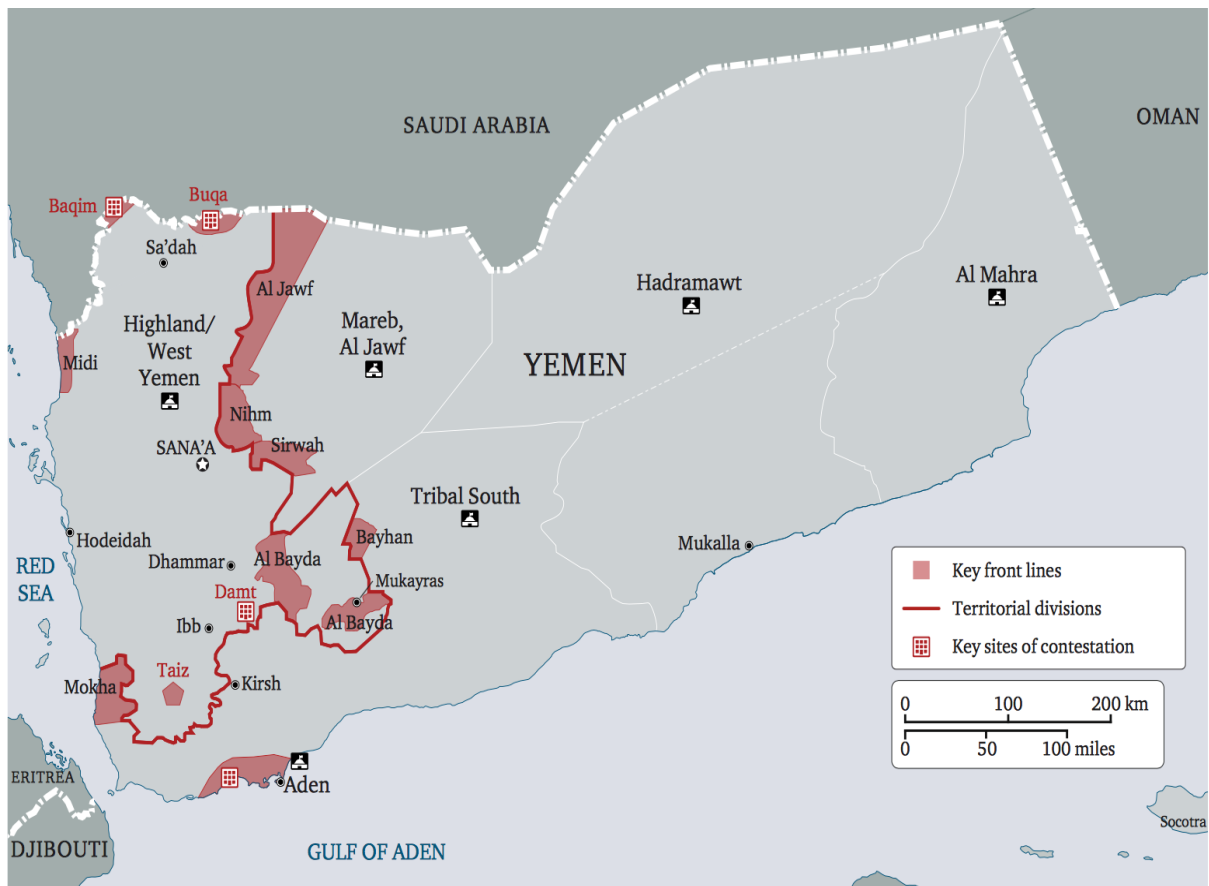 SAUDI ARABIA
OMAN
Baqim
Buqa
Sa'dah
Al Jawf
Hadramawt
Al Mahra
Highland/
West
Yemen
Mareb,
Al Jawf
YEMEN
Midi
Nihm
SANA'A
Sirwah
Tribal South
Hodeidah
Bayhan
Mukalla
RED
SEA
Dhammar
Al Bayda
Mukayras
Damt
Al Bayda
Ibb
Taiz
Mokha
Kirsh
Key front lines
Territorial divisions
Key sites of contestation
0 100 200 km
0 50 100 miles
ERITREA
Aden
DJIBOUTI
GULF OF ADEN
Socotra